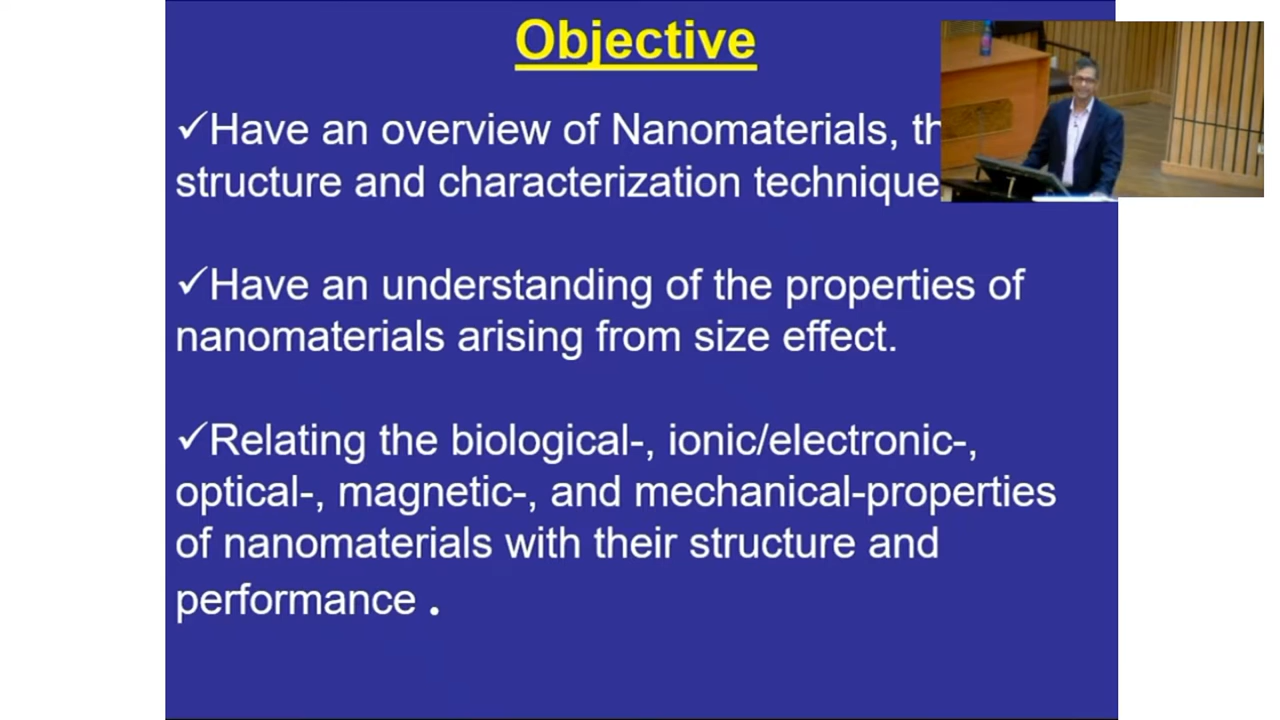 Objective
✓Have an overview of Nanomaterials,
structure and characterization technique
✓Have an understanding of the properties of
nanomaterials arising from size effect.
✓Relating the biological-, ionic/electronic-,
optical-, magnetic-, and mechanical-properties
of nanomaterials with their structure and
performance .